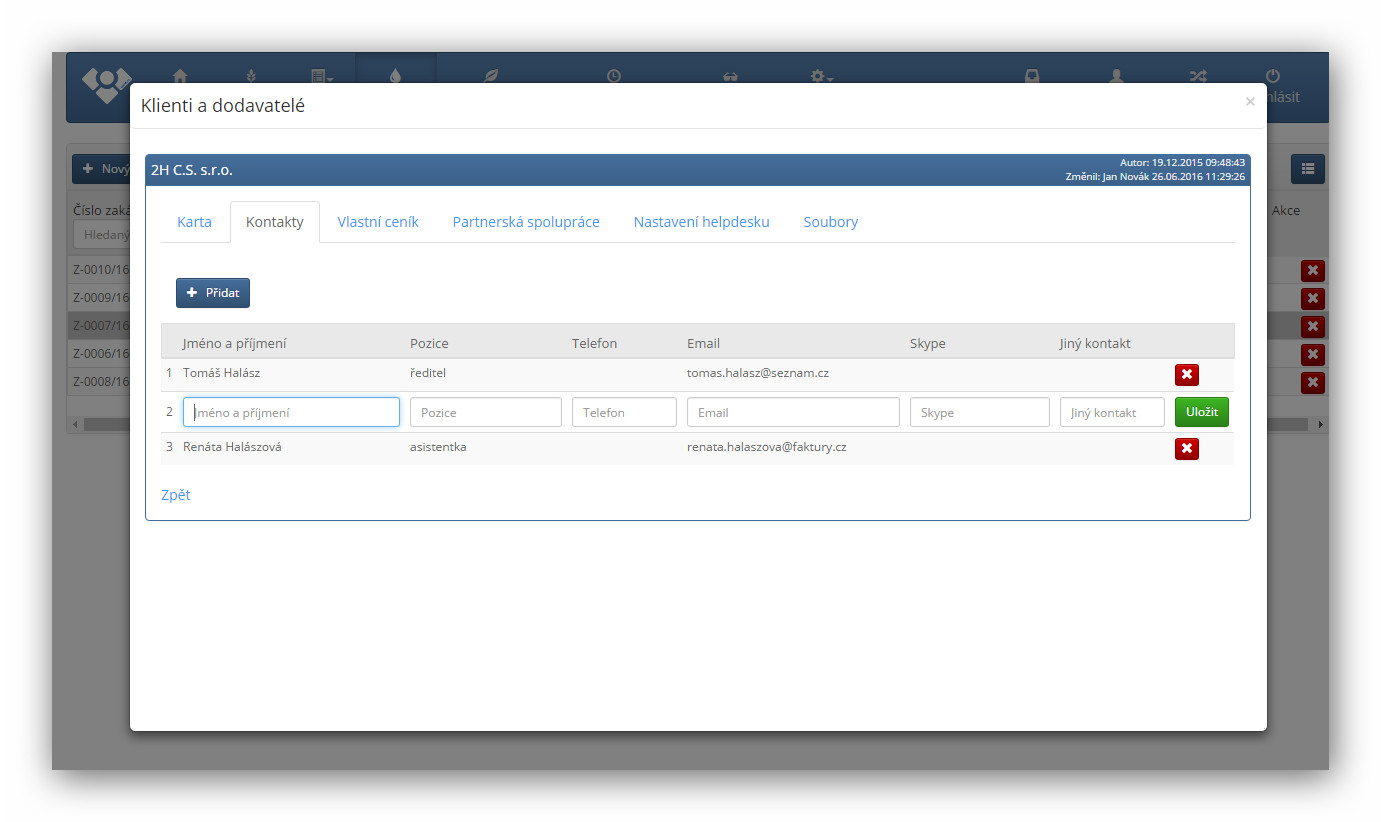 hlásit
Klienti a dodavatelé
×
Nový
2H C.S. s.r.o.
Autor: 19.12.2015 09:48:43
Změnil: Jan Novák 26.06.2016 11:29:26
Karta Kontakty Vlastní ceník Partnerská spolupráce Nastavení helpdesku Soubory
Číslo zaká
Akce
Hledaný
Z-0010/16
Z-0009/16
Z-0007/16
Z-0006/16
Z-0008/16
Přidat
Jméno a příjmení Pozice Telefon Email Skype Jiný kontakt
1 Tomáš Halász ředitel tomas.halasz@seznam.cz
2 Jméno a příjmení Pozice Telefon Email Skype Jiný kontakt Uložit
3 Renáta Halászová asistentka renata.halaszova@faktury.cz
Zpět